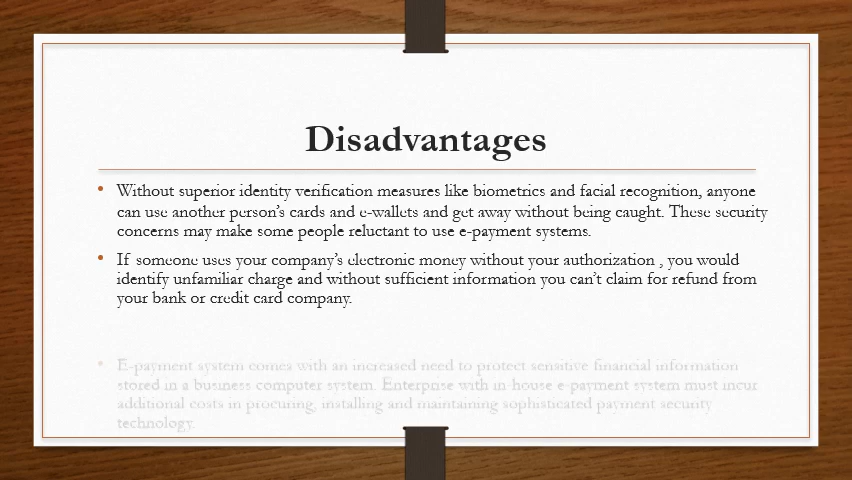 Disadvantages
• Without superior identity verification measures like biometrics and facial recognition, anyone
can use another person's cards and e-wallets and get away without being caught. These security
concerns may make some people reluctant to use e-payment systems.
• If someone uses your company's electronic money without your authorization , you would
identify unfamiliar charge and without sufficient information you can't claim for refund from
your bank or credit card company.
• E-payment system comes with an increased need to protect sensitive financial information
stored in a business computer system. Enterprise with in-house e-payment system must incur
additional costs in procuring, installing and maintaining sophisticated payment security
technology.